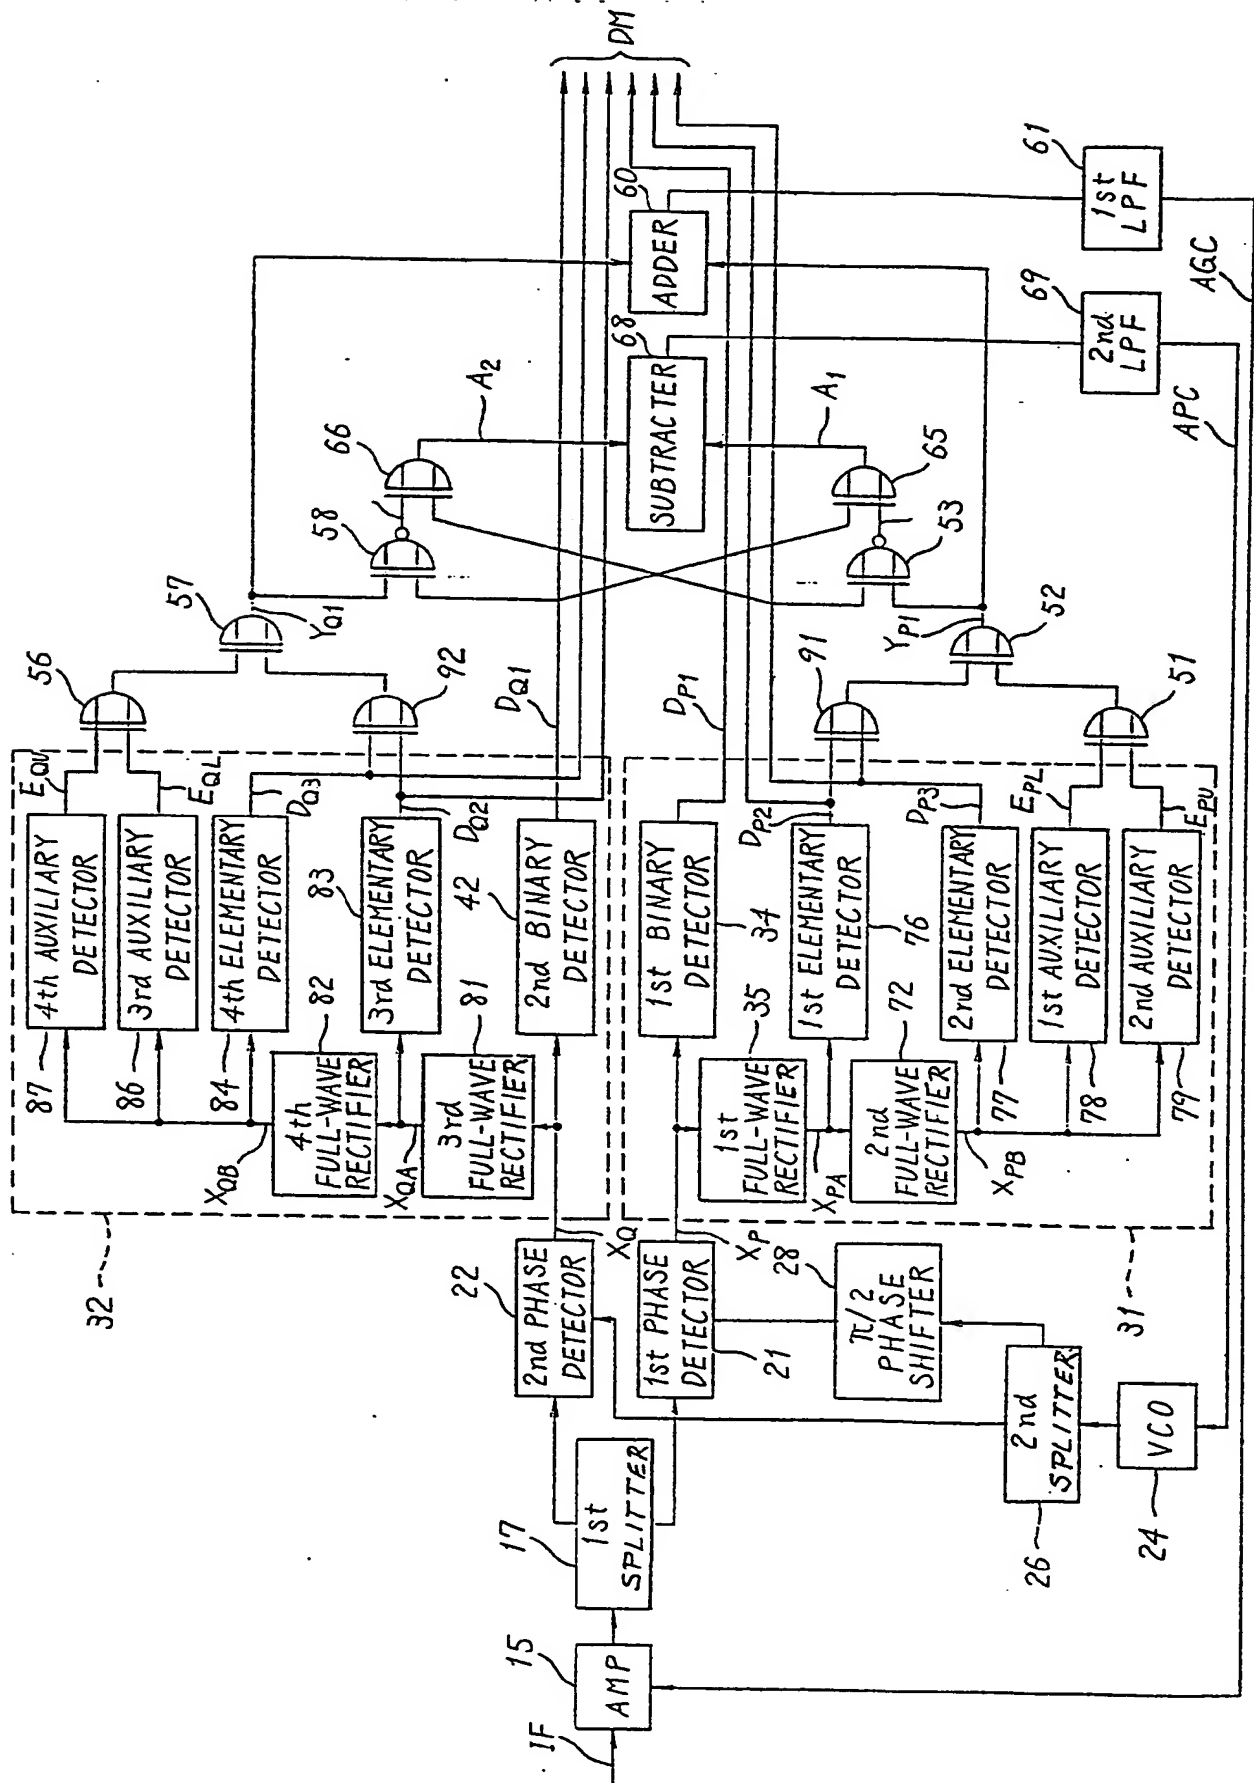 IF
15
AMP
17
1st
SPLITTER
22
2nd PHASE
DETECTOR
1st PHASE
DETECTOR
21
28
π/2
PHASE
SHIFTER
2nd
SPLITTER
26
VCO
24
XQ
XP
32
31
87
4th AUXILIARY
DETECTOR
86
3rd AUXILIARY
DETECTOR
84
4th ELEMENTARY
DETECTOR
82
4th
FULL-WAVE
RECTIFIER
XQB
83
3rd ELEMENTARY
DETECTOR
81
3rd
FULL-WAVE
RECTIFIER
XQA
42
2nd BINARY
DETECTOR
1st BINARY
DETECTOR
34
35
1st
FULL-WAVE
RECTIFIER
XPA
1st ELEMENTARY
DETECTOR
76
72
2nd
FULL-WAVE
RECTIFIER
XPB
2nd ELEMENTARY
DETECTOR
77
1st AUXILIARY
DETECTOR
78
2nd AUXILIARY
DETECTOR
79
EQU
EQL
DQ3
DQ2
DQ1
DP1
DP2
DP3
EPL
EPU
56
57
92
YQ1
91
52
51
YP1
58
66
A2
53
65
A1
68
SUBTRACTER
60
ADDER
DM
61
1st
LPF
69
2nd
LPF
AGC
APC